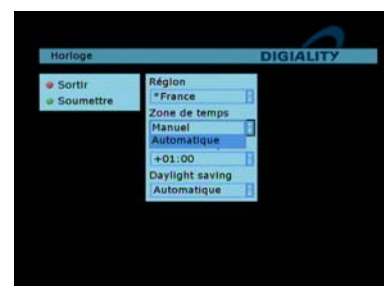 Horloge
DIGIALITY
Sortir
Soumettre
Région
*France
Zone de temps
Manuel
Automatique
+01:00
Daylight saving
Automatique